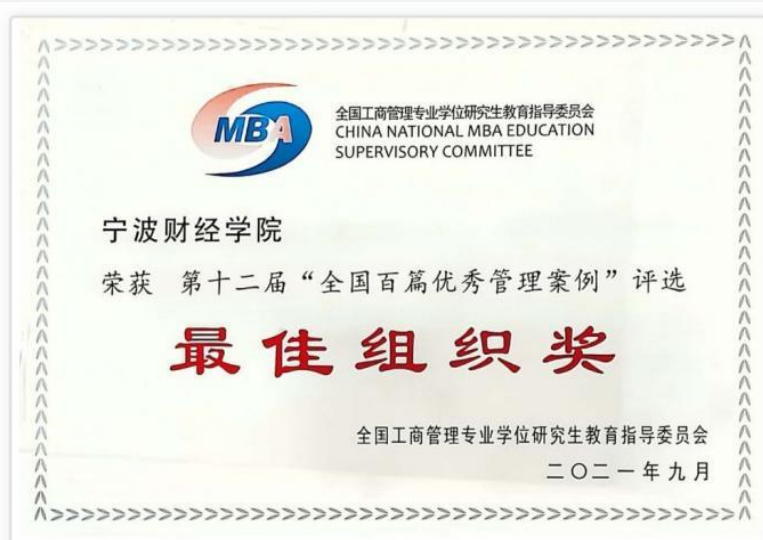 MBA
全国工商管理专业学位研究生教育指导委员会
CHINA NATIONAL MBA EDUCATION
SUPERVISORY COMMITTEE
宁波财经学院
荣获 第十二届“全国百篇优秀管理案例”评选
最佳组织奖
全国工商管理专业学位研究生教育指导委员会
二〇二一年九月